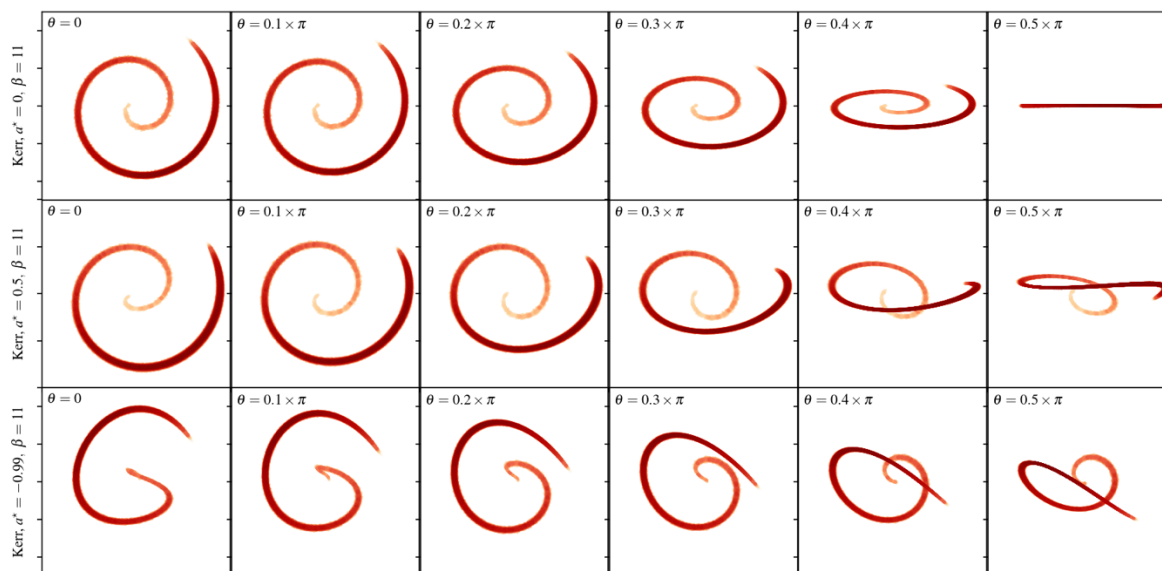 Kerr, a* = 0, β = 11
θ = 0
θ = 0.1 × π
θ = 0.2 × π
θ = 0.3 × π
θ = 0.4 × π
θ = 0.5 × π
Kerr, a* = 0.5, β = 11
θ = 0
θ = 0.1 × π
θ = 0.2 × π
θ = 0.3 × π
θ = 0.4 × π
θ = 0.5 × π
Kerr, a* = −0.99, β = 11
θ = 0
θ = 0.1 × π
θ = 0.2 × π
θ = 0.3 × π
θ = 0.4 × π
θ = 0.5 × π